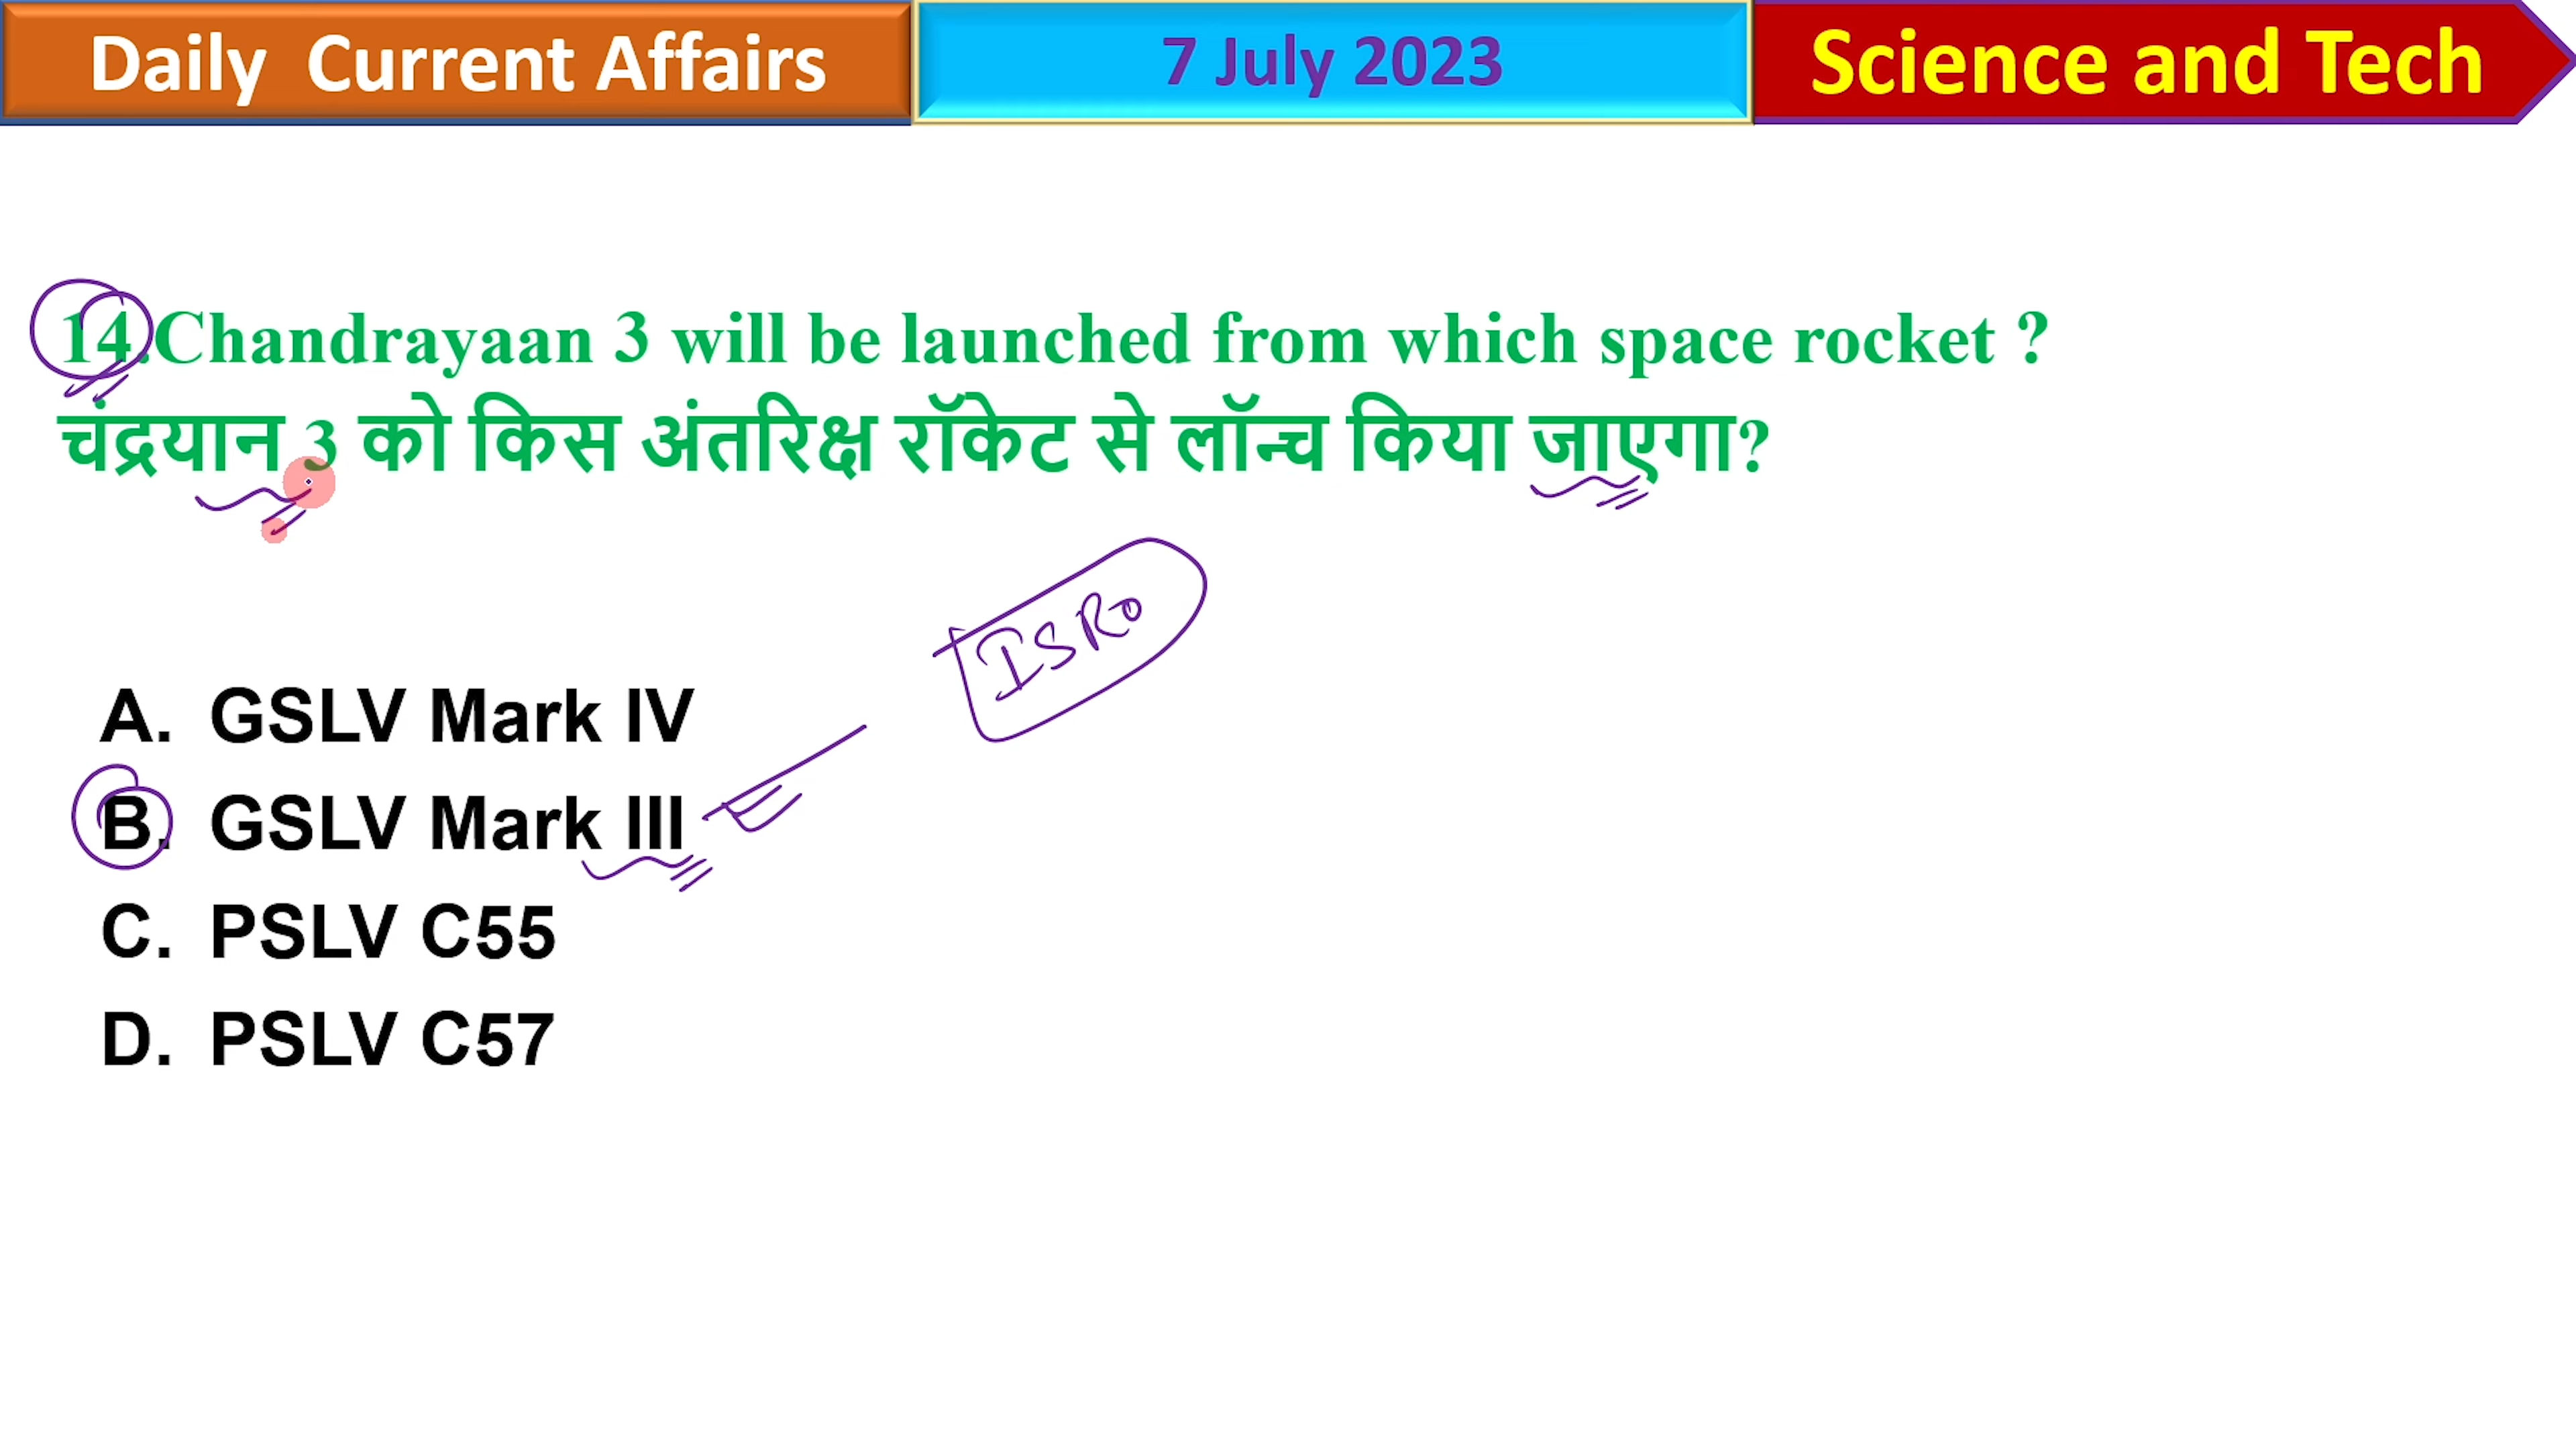 Daily Current Affairs
7 July 2023
Science and Tech
14.Chandrayaan 3 will be launched from which space rocket ?
चंद्रयान 3 को किस अंतरिक्ष रॉकेट से लॉन्च किया जाएगा?
ISRO
A. GSLV Mark IV
B. GSLV Mark III
C. PSLV C55
D. PSLV C57